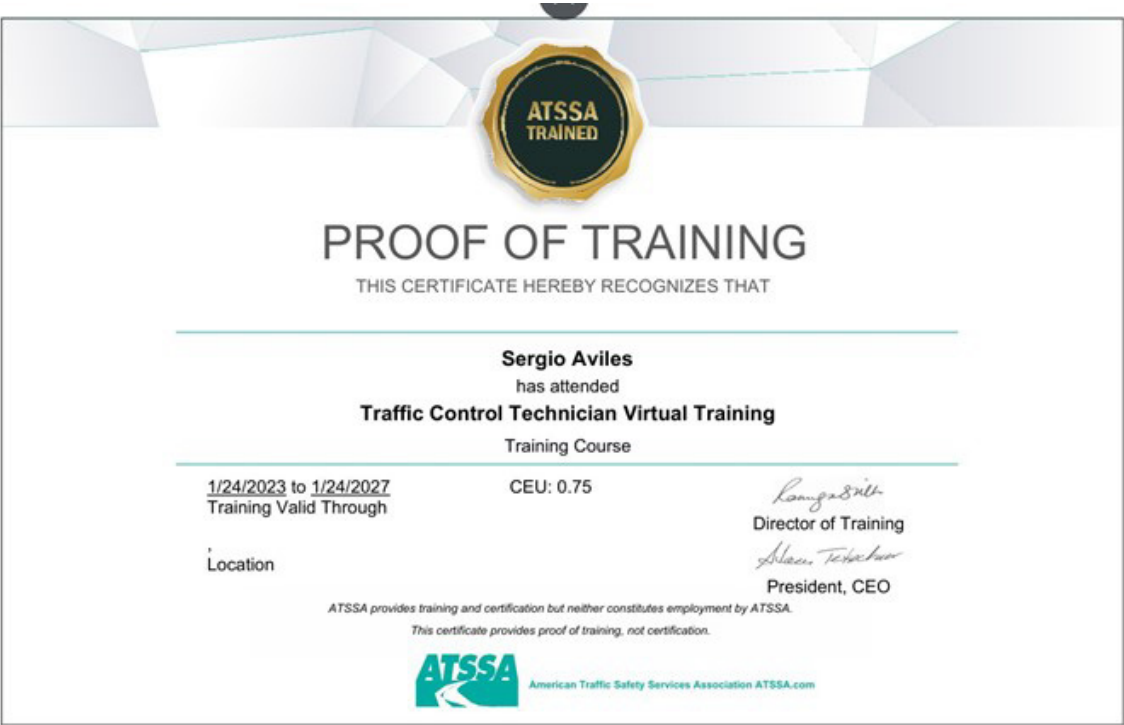 ATSSA
TRAINED
PROOF OF TRAINING
THIS CERTIFICATE HEREBY RECOGNIZES THAT
Sergio Aviles
has attended
Traffic Control Technician Virtual Training
Training Course
1/24/2023 to 1/24/2027
Training Valid Through
CEU: 0.75
Director of Training
,
Location
President, CEO
ATSSA provides training and certification but neither constitutes employment by ATSSA.
This certificate provides proof of training, not certification.
ATSSA
American Traffic Safety Services Association ATSSA.com